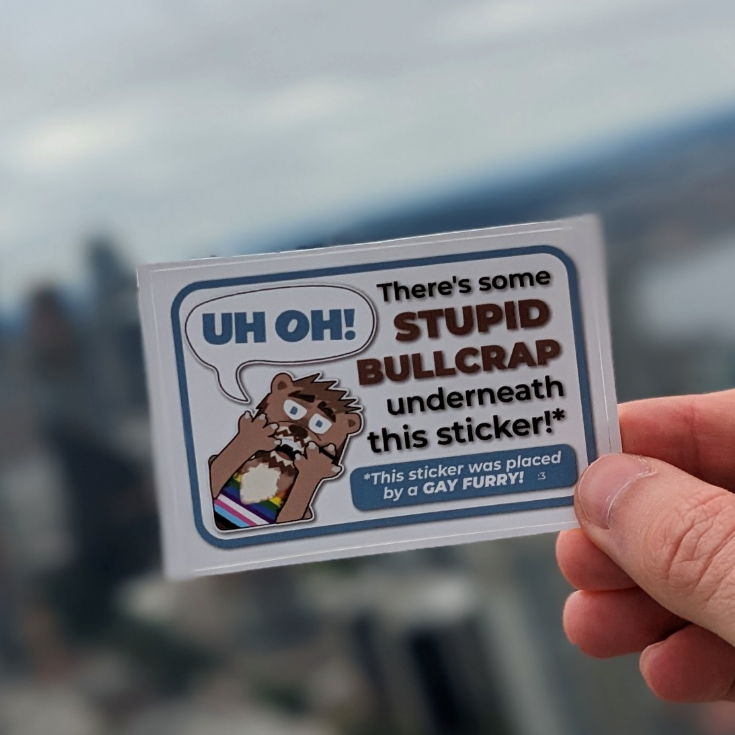 UH OH!
There's some
STUPID
BULLCRAP
underneath
this sticker!*
*This sticker was placed
by a GAY FURRY! :3